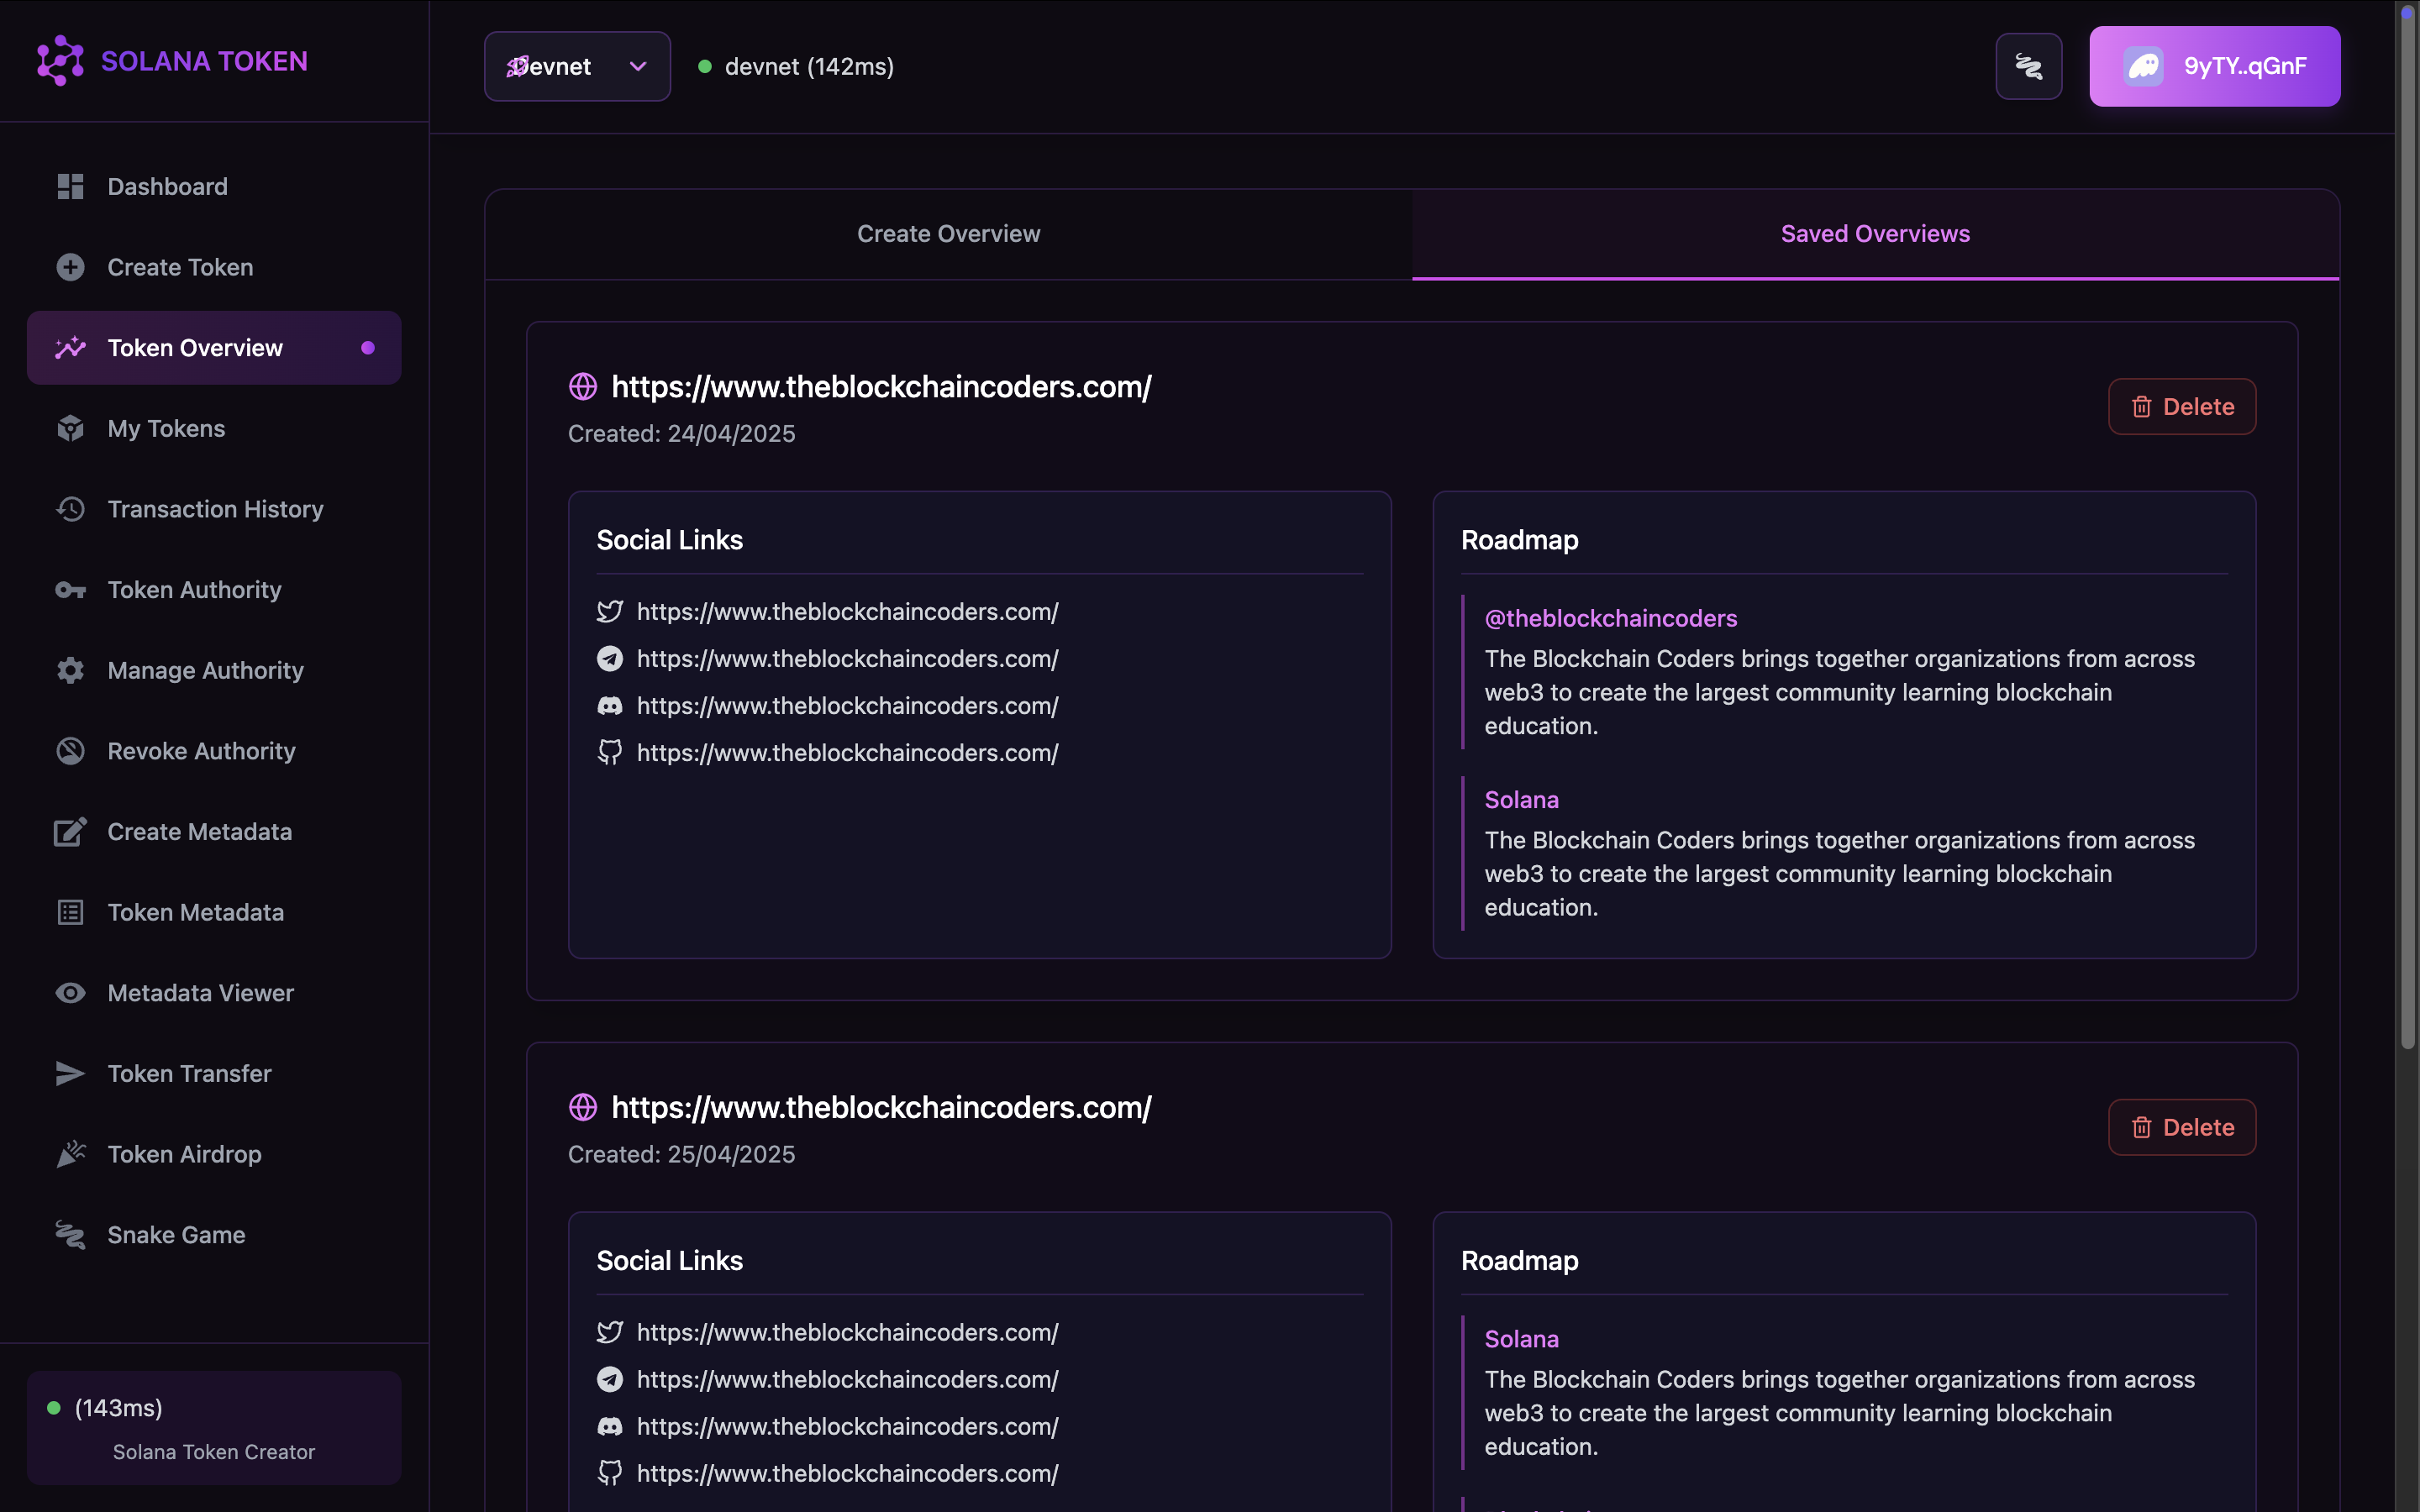 SOLANA TOKEN
Dashboard
Create Token
Token Overview
My Tokens
Transaction History
Token Authority
Manage Authority
Revoke Authority
Create Metadata
Token Metadata
Metadata Viewer
Token Transfer
Token Airdrop
Snake Game
(143ms)
Solana Token Creator
Devnet
devnet (142ms)
9yTY..qGnF
Create Overview
Saved Overviews
https://www.theblockchaincoders.com/
Created: 24/04/2025
Delete
Social Links
https://www.theblockchaincoders.com/
https://www.theblockchaincoders.com/
https://www.theblockchaincoders.com/
https://www.theblockchaincoders.com/
Roadmap
@theblockchaincoders
The Blockchain Coders brings together organizations from across
web3 to create the largest community learning blockchain
education.
Solana
The Blockchain Coders brings together organizations from across
web3 to create the largest community learning blockchain
education.
https://www.theblockchaincoders.com/
Created: 25/04/2025
Delete
Social Links
https://www.theblockchaincoders.com/
https://www.theblockchaincoders.com/
https://www.theblockchaincoders.com/
https://www.theblockchaincoders.com/
Roadmap
Solana
The Blockchain Coders brings together organizations from across
web3 to create the largest community learning blockchain
education.